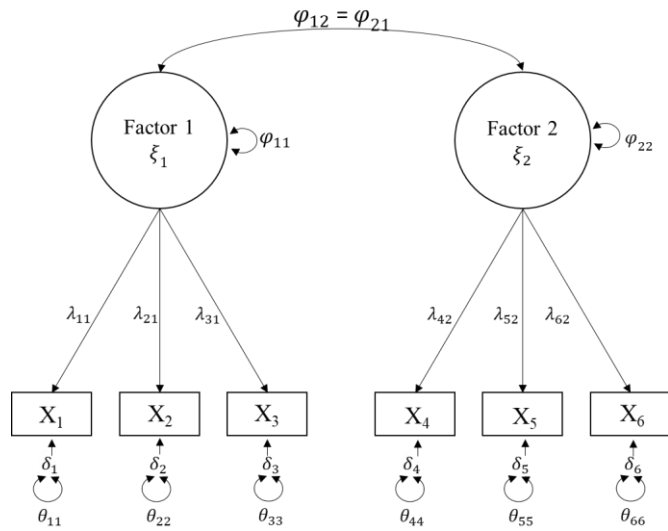 φ₁₂ = φ₂₁
Factor 1
ξ₁
φ₁₁
Factor 2
ξ₂
φ₂₂
λ₁₁
λ₂₁
λ₃₁
λ₄₂
λ₅₂
λ₆₂
X₁
X₂
X₃
X₄
X₅
X₆
δ₁
δ₂
δ₃
δ₄
δ₅
δ₆
θ₁₁
θ₂₂
θ₃₃
θ₄₄
θ₅₅
θ₆₆